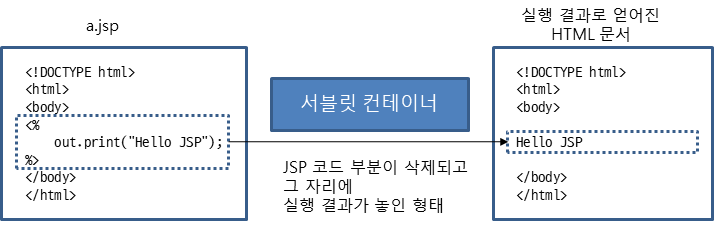 a.jsp
<!DOCTYPE html>
<html>
<body>
<%
out.print("Hello JSP");
%>
</body>
</html>
서블릿 컨테이너
JSP 코드 부분이 삭제되고
그 자리에
실행 결과가 놓인 형태
실행 결과로 얻어진
HTML 문서
<!DOCTYPE html>
<html>
<body>
Hello JSP
</body>
</html>